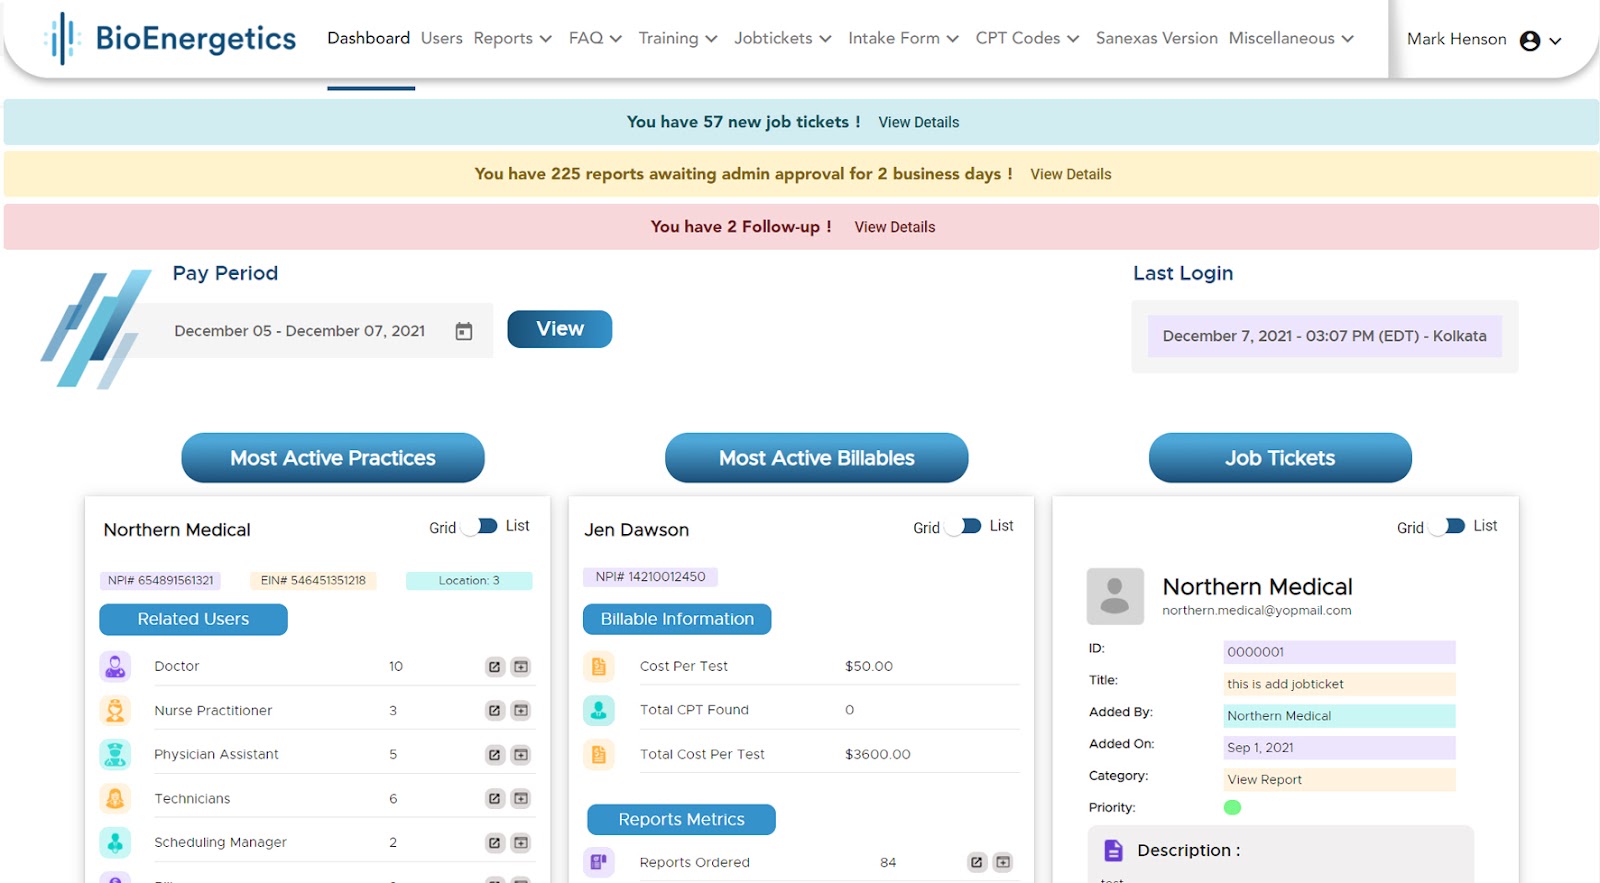 BioEnergetics
Dashboard Users Reports FAQ Training Jobtickets Intake Form CPT Codes Sanexas Version Miscellaneous
Mark Henson
You have 57 new job tickets ! View Details
You have 225 reports awaiting admin approval for 2 business days ! View Details
You have 2 Follow-up ! View Details
Pay Period
December 05 - December 07, 2021
View
Last Login
December 7, 2021 - 03:07 PM (EDT) - Kolkata
Most Active Practices
Northern Medical
Grid List
NPI# 654891561321 EIN# 546451351218 Location: 3
Related Users
Doctor 10
Nurse Practitioner 3
Physician Assistant 5
Technicians 6
Scheduling Manager 2
Most Active Billables
Jen Dawson
Grid List
NPI# 14210012450
Billable Information
Cost Per Test $50.00
Total CPT Found 0
Total Cost Per Test $3600.00
Reports Metrics
Reports Ordered 84
Job Tickets
Grid List
Northern Medical
northern.medical@yopmail.com
ID: 0000001
Title: this is add jobticket
Added By: Northern Medical
Added On: Sep 1, 2021
Category: View Report
Priority:
Description :